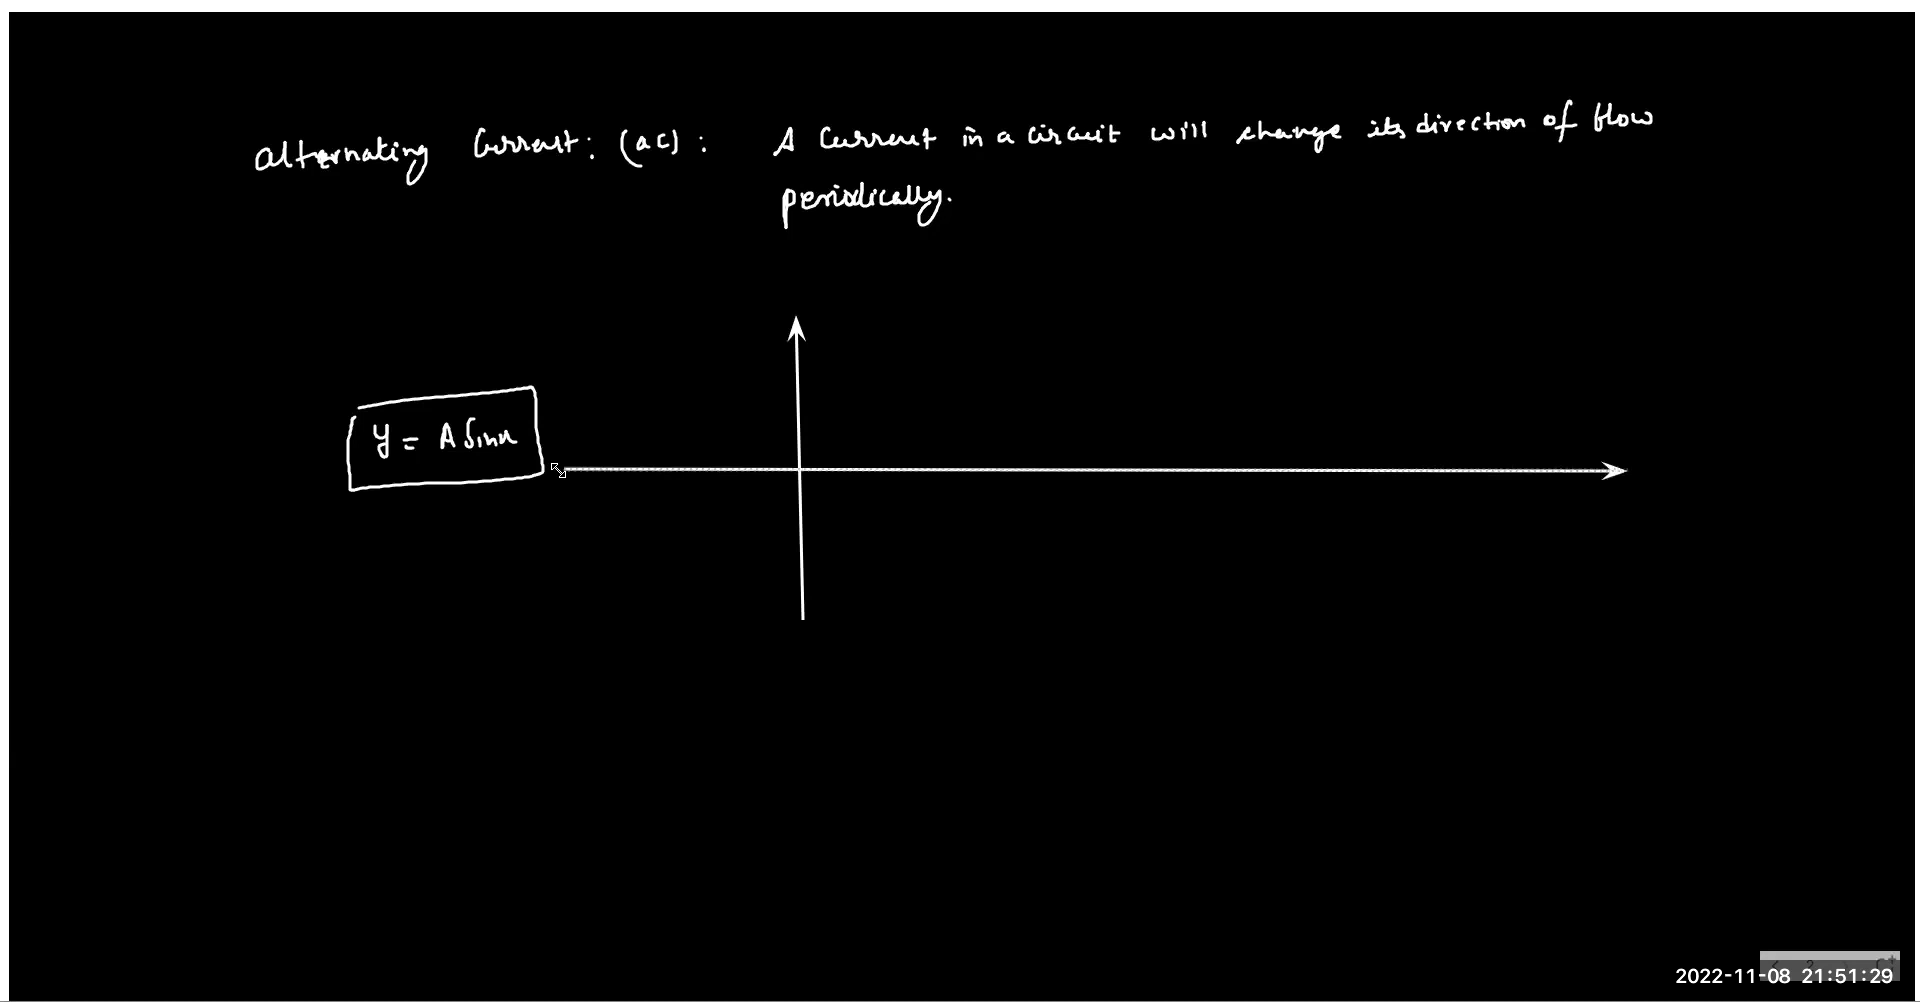 alternating Current: (ac): A Current in a circuit will change its direction of flow
periodically.
y = A Sinx
2022-11-08 21:51:29